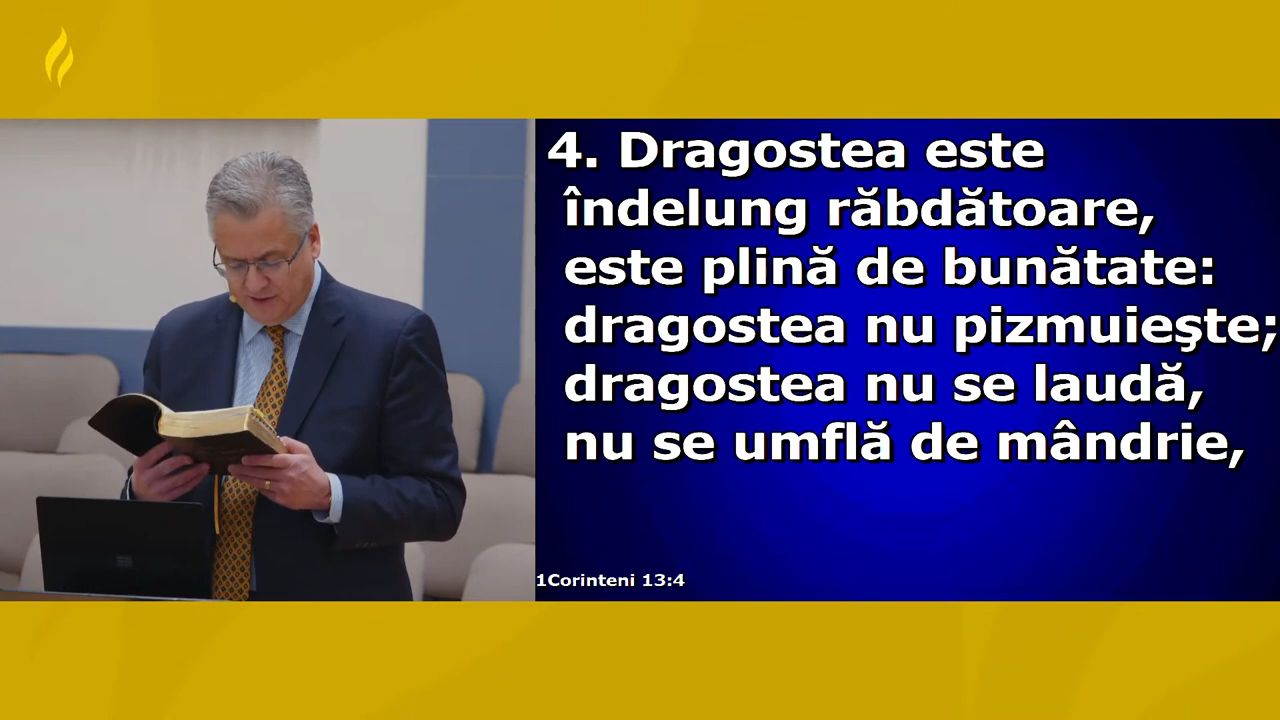 4. Dragostea este
îndelung răbdătoare,
este plină de bunătate:
dragostea nu pizmuieşte;
dragostea nu se laudă,
nu se umflă de mândrie,
1Corinteni 13:4